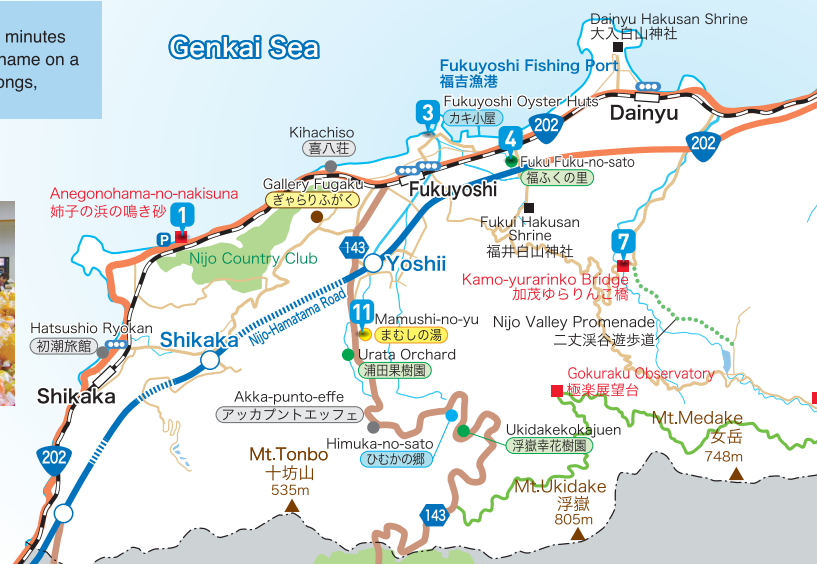 minutes
name on a
ongs,
Genkai Sea
Dainyu Hakusan Shrine
大入白山神社
Fukuyoshi Fishing Port
福吉漁港
Fukuyoshi Oyster Huts
カキ小屋
3
4
202
Dainyu
202
Kihachiso
喜八荘
Fuku Fuku-no-sato
福ふくの里
Gallery Fugaku
ぎゃらりふがく
Fukuyoshi
Anegonohama-no-nakisuna
姉子の浜の鳴き砂
1
P
Fukui Hakusan
Shrine
福井白山神社
7
143
Nijo Country Club
Yoshii
Kamo-yurarinko Bridge
加茂ゆらりんこ橋
Nijo-Hamatama Road
11
Mamushi-no-yu
まむしの湯
Nijo Valley Promenade
二丈渓谷遊歩道
Hatsushio Ryokan
初潮旅館
Shikaka
Urata Orchard
浦田果樹園
Shikaka
Gokuraku Observatory
極楽展望台
Akka-punto-effe
アッカプントエッフェ
Himuka-no-sato
ひむかの郷
Ukidakekokajuen
浮嶽幸花樹園
Mt.Medake
女岳
748m
202
Mt.Tonbo
十坊山
535m
Mt.Ukidake
浮嶽
805m
143